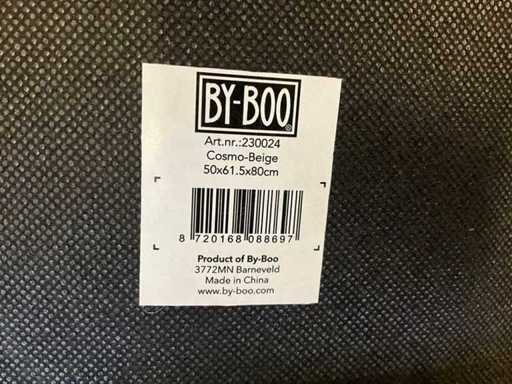 BY-BOO®
Art.nr.:230024
Cosmo-Beige
50x61.5x80cm
8 720168 088697
Product of By-Boo
3772MN Barneveld
Made in China
www.by-boo.com